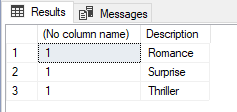 Results Messages
(No column name) Description
1 1 Romance
2 1 Surprise
3 1 Thriller